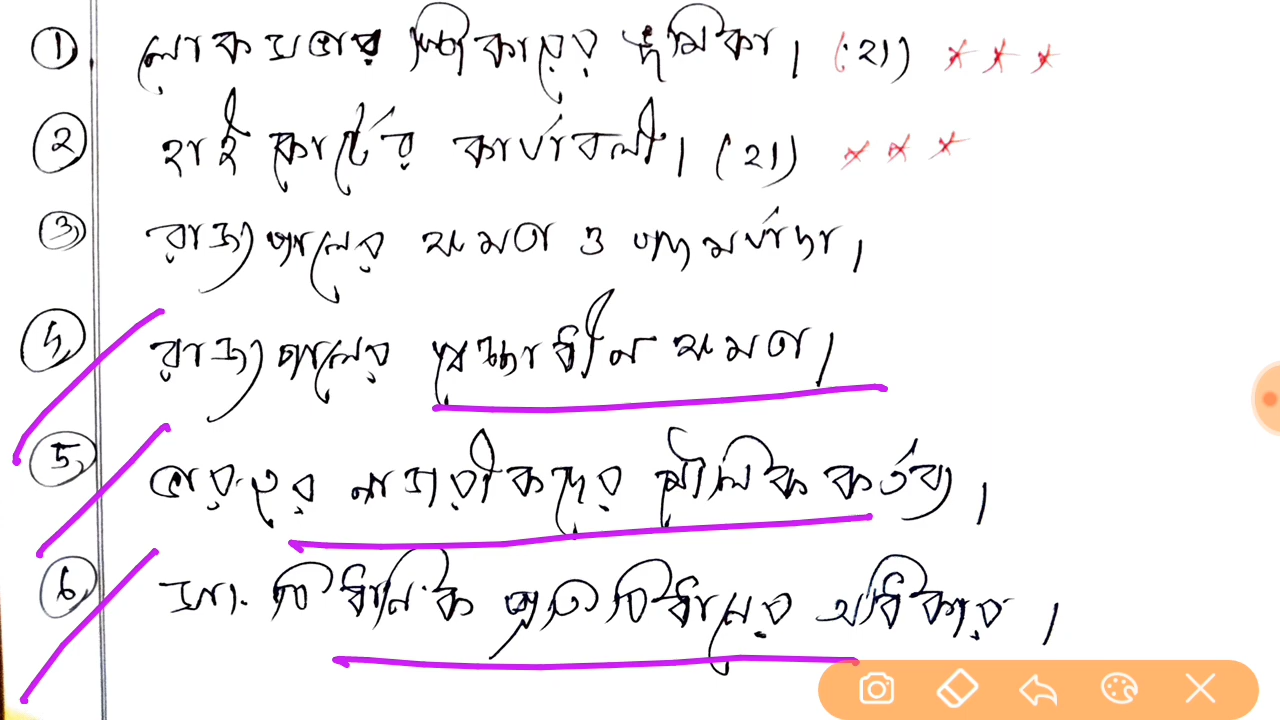 ① লোকসভার স্পিকারের ভূমিকা। (২১) ***
② হাই কোর্টের কার্যাবলী। (২১) ***
③ রাজ্যপালের ক্ষমতা ও পদমর্যাদা।
④ রাজ্যপালের স্বেচ্ছাধীন ক্ষমতা।
⑤ ভারতের নাগরীকদের মৌলিক কর্তব্য।
⑥ সাংবিধানিক প্রতিবিধানের অধিকার।